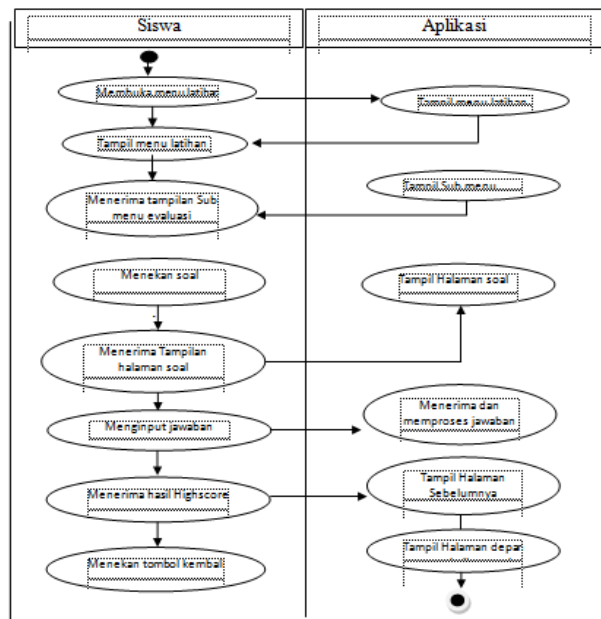 Siswa
Aplikasi
Membuka menu latihar
Tampil menu latihan
Tampil menu latihan
Tampil Sub menu
Menerima tampilan Sub
menu evaluasi
Menekan soal
Tampil Halaman soal
Menerima Tampilan
halaman soal
Menginput jawaban
Menerima dan
memproses jawaban
Menerima hasil Highscore
Tampil Halaman
Sebelumnya
Menekan tombol kembali
Tampil Halaman depar